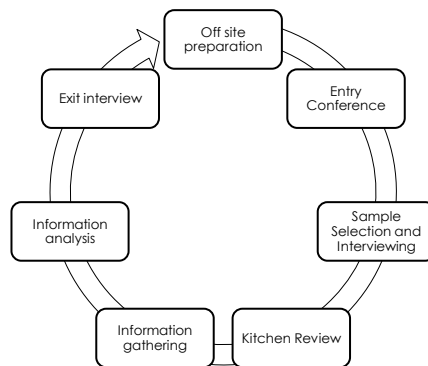 Off site
preparation
Entry
Conference
Sample
Selection and
Interviewing
Kitchen Review
Information
gathering
Information
analysis
Exit interview